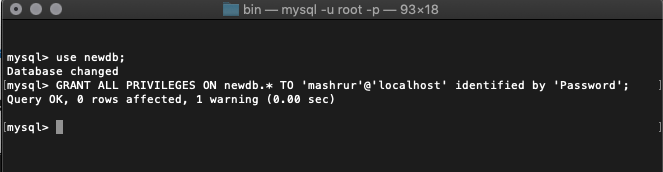 bin — mysql -u root -p — 93×18
mysql> use newdb;
Database changed
[mysql> GRANT ALL PRIVILEGES ON newdb.* TO 'mashrur'@'localhost' identified by 'Password'; ]
Query OK, 0 rows affected, 1 warning (0.00 sec)
[mysql> ]